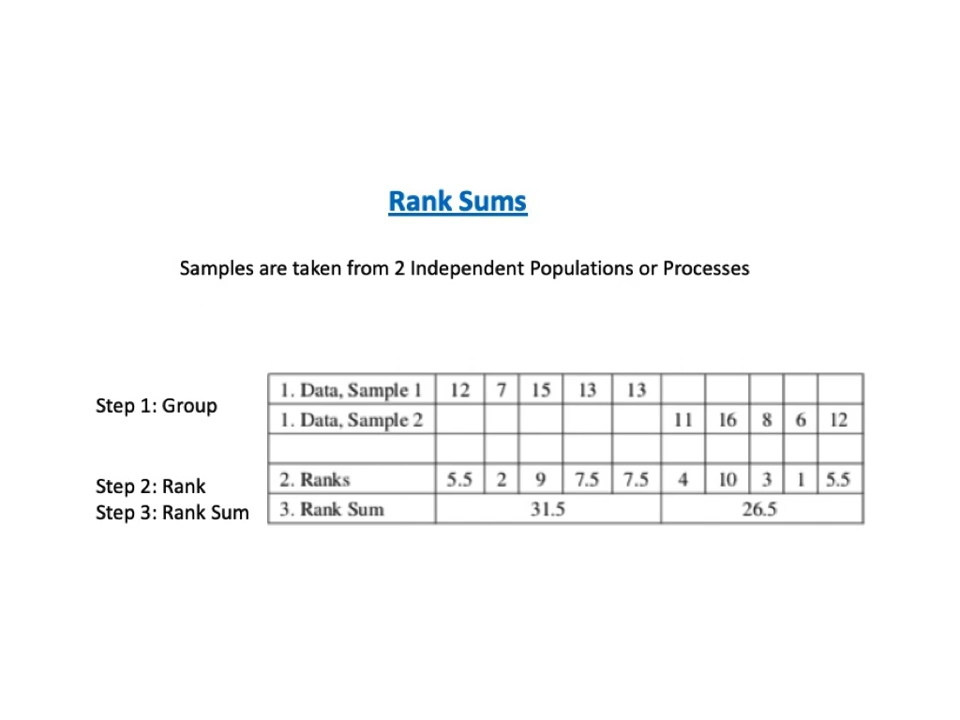 Rank Sums
Samples are taken from 2 Independent Populations or Processes
Step 1: Group
1. Data, Sample 1 12 7 15 13 13
1. Data, Sample 2 11 16 8 6 12
Step 2: Rank
2. Ranks 5.5 2 9 7.5 7.5 4 10 3 1 5.5
Step 3: Rank Sum
3. Rank Sum 31.5 26.5